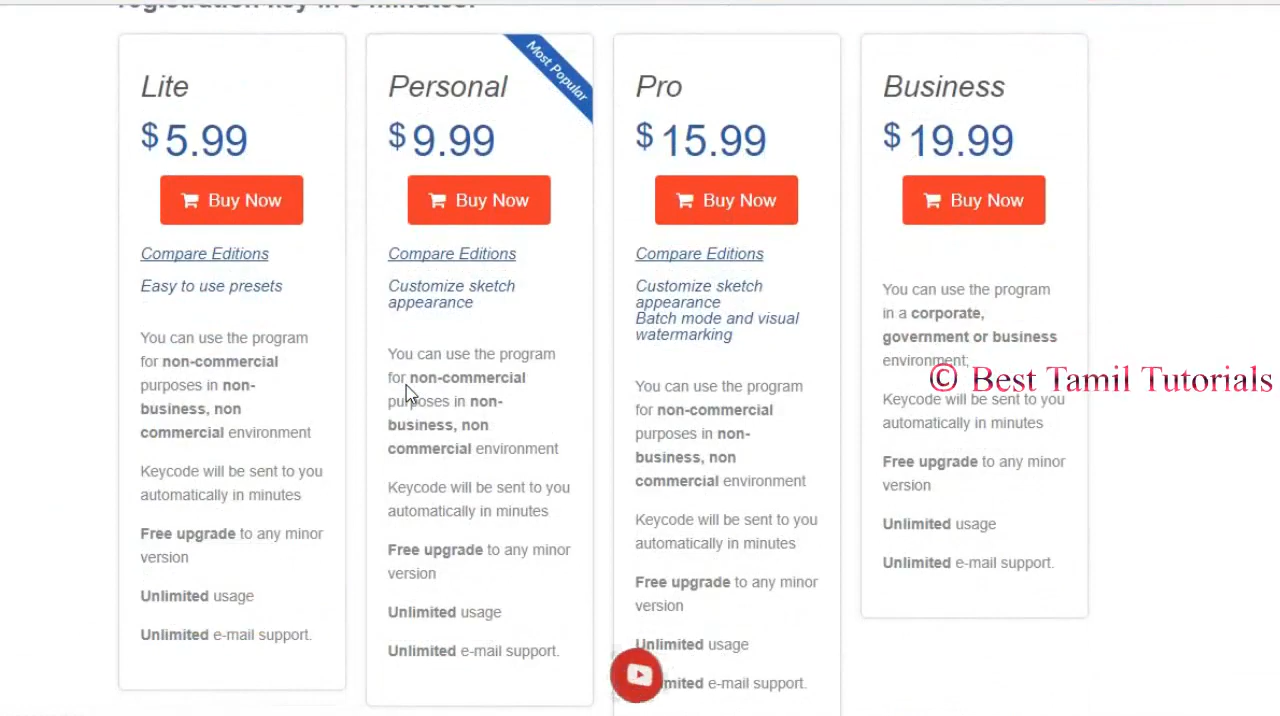 registration key in 5 minutes!
Lite
$5.99
Buy Now
Compare Editions
Easy to use presets
You can use the program
for non-commercial
purposes in non-
business, non
commercial environment
Keycode will be sent to you
automatically in minutes
Free upgrade to any minor
version
Unlimited usage
Unlimited e-mail support.
Most Popular
Personal
$9.99
Buy Now
Compare Editions
Customize sketch
appearance
You can use the program
for non-commercial
purposes in non-
business, non
commercial environment
Keycode will be sent to you
automatically in minutes
Free upgrade to any minor
version
Unlimited usage
Unlimited e-mail support.
Pro
$15.99
Buy Now
Compare Editions
Customize sketch
appearance
Batch mode and visual
watermarking
You can use the program
for non-commercial
purposes in non-
business, non
commercial environment
Keycode will be sent to you
automatically in minutes
Free upgrade to any minor
version
Unlimited usage
Unlimited e-mail support.
Business
$19.99
Buy Now
You can use the program
in a corporate,
government or business
environment;
Keycode will be sent to you
automatically in minutes
Free upgrade to any minor
version
Unlimited usage
Unlimited e-mail support.
© Best Tamil Tutorials